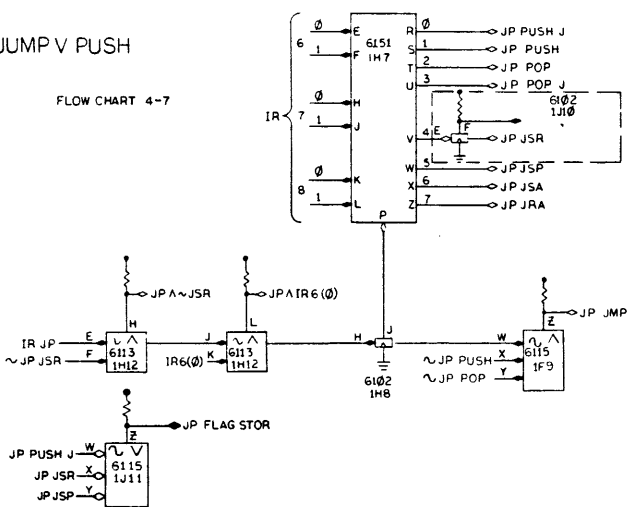 JUMP V PUSH
FLOW CHART 4-7
IR
6
Ø
1
7
Ø
1
8
Ø
1
E
F
H
J
K
L
6151
1H7
P
R Ø JP PUSH J
S 1 JP PUSH
T 2 JP POP
U 3 JP POP J
V 4 E F JP JSR
6102
1J1Ø
W 5 JP JSP
X 6 JP JSA
Z 7 JP JRA
JP Λ ~JSR
H
IR JP E
~JP JSR F
~ Λ
6113
1H12
JP Λ IR6(Ø)
L
J
IR6(Ø) K
~ Λ
6113
1H12
H
J
6102
1H8
JP JMP
Z
W
~JP PUSH X
~JP POP Y
~ Λ
6115
1F9
JP FLAG STOR
Z
JP PUSH J W
JP JSR X
JP JSP Y
~ V
6115
1J11